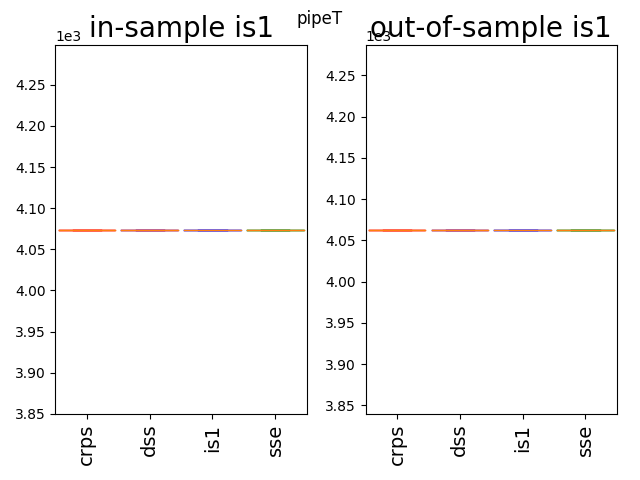 pipeT
in-sample is1
out-of-sample is1
1e3
4.25
4.20
4.15
4.10
4.05
4.00
3.95
3.90
3.85
crps
dss
is1
sse
1e3
4.25
4.20
4.15
4.10
4.05
4.00
3.95
3.90
3.85
crps
dss
is1
sse